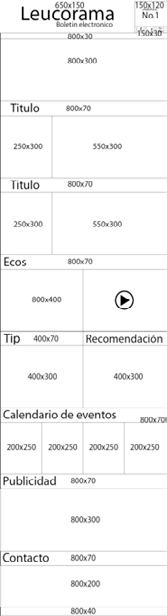 650x150
150x120
Leucorama
No.1
Boletin electronico
150x30
800x30
800x300
Titulo 800x70
250x300 550x300
Titulo 800x70
250x300 550x300
Ecos 800x70
800x400
Tip 400x70 Recomendación
400x300 400x300
Calendario de eventos 800x70
200x250 200x250 200x250 200x250
Publicidad 800x70
800x300
Contacto 800x70
800x200
800x40